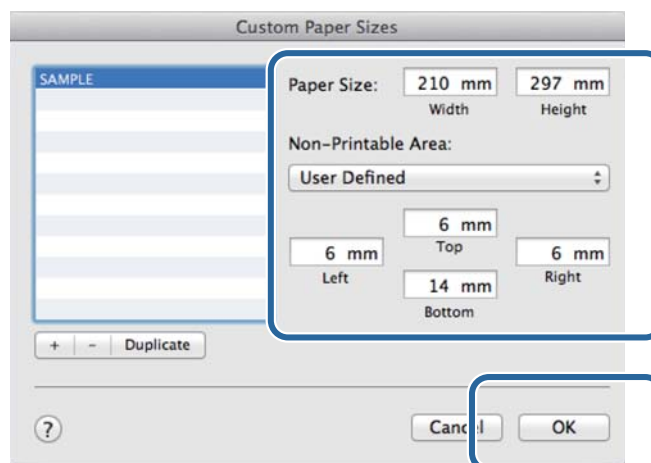 Custom Paper Sizes
SAMPLE
Paper Size: 210 mm 297 mm
Width Height
Non-Printable Area:
User Defined
6 mm
Top
6 mm 6 mm
Left Right
14 mm
Bottom
+ - Duplicate
? Cancel OK